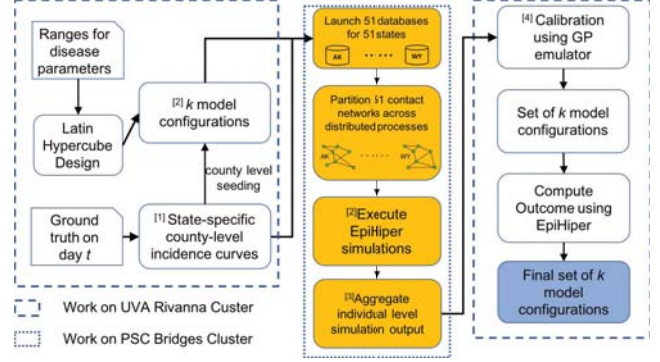 Ranges for
disease
parameters
Latin
Hypercube
Design
[2] k model
configurations
county level
seeding
Ground
truth on
day t
[1] State-specific
county-level
incidence curves
Launch 51 databases
for 51 states
AK
......
WY
Partition 51 contact
networks across
distributed processes
AK
......
WY
[2]Execute
EpiHiper
simulations
[3]Aggregate
individual level
simulation output
[4] Calibration
using GP
emulator
Set of k model
configurations
Compute
Outcome using
EpiHiper
Final set of k
model
configurations
Work on UVA Rivanna Custer
Work on PSC Bridges Cluster